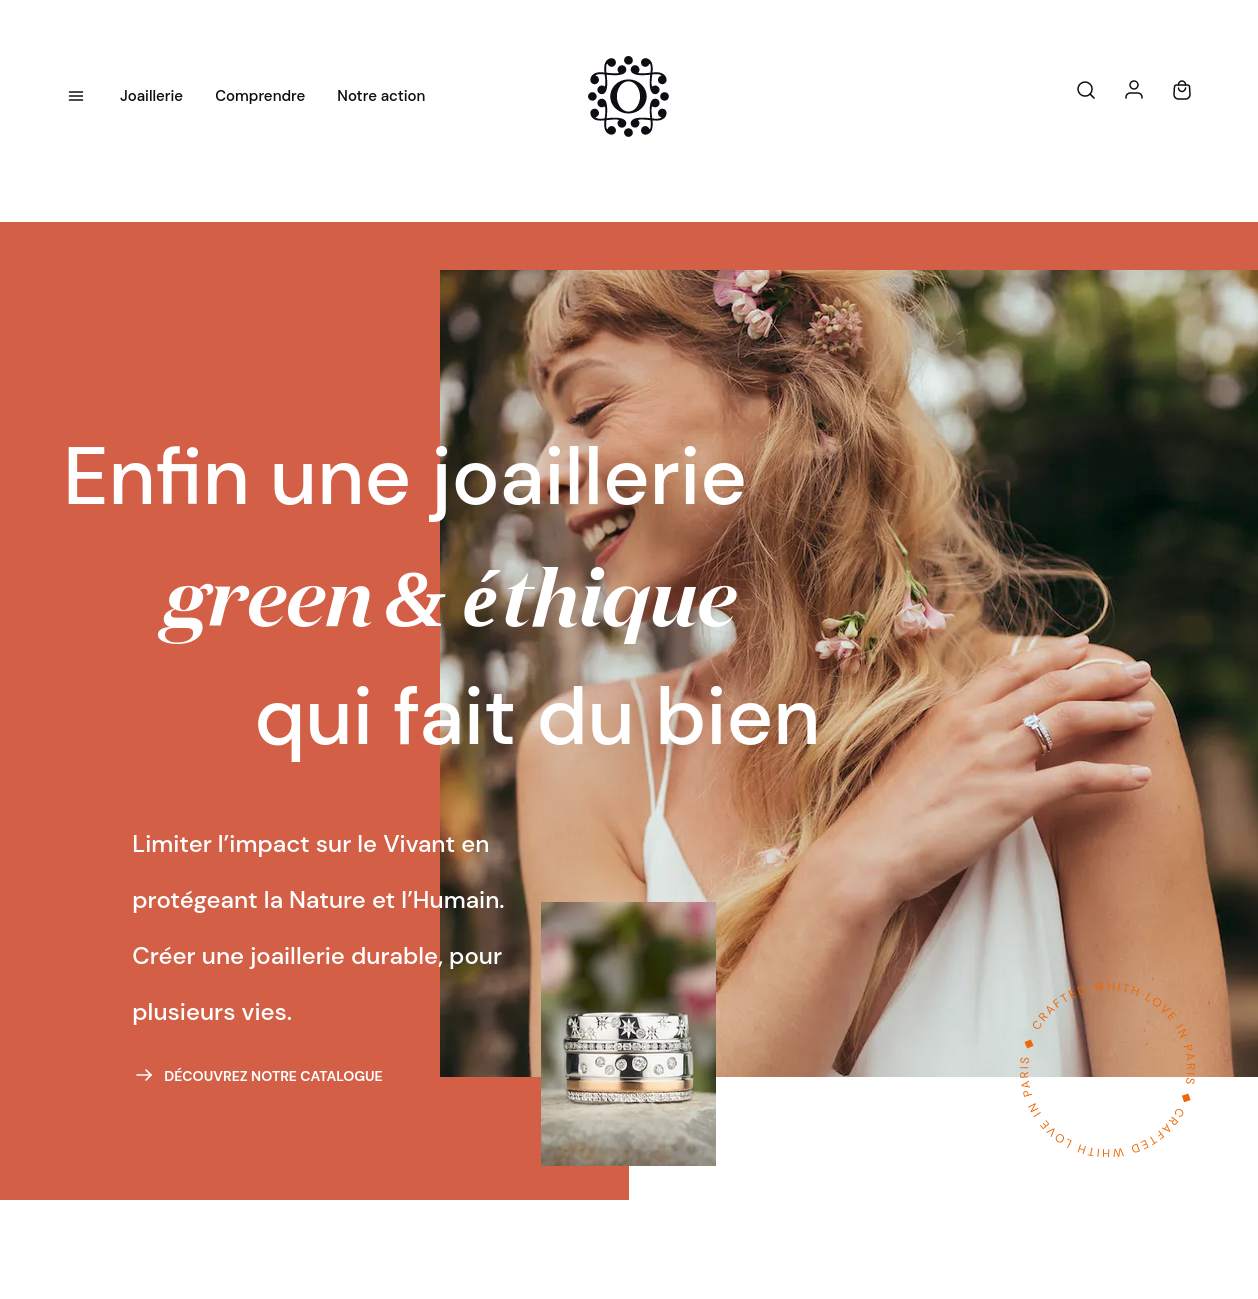 Joaillerie
Comprendre
Notre action
O
Enfin une joaillerie
green & éthique
qui fait du bien
Limiter l’impact sur le Vivant en
protégeant la Nature et l’Humain.
Créer une joaillerie durable, pour
plusieurs vies.
DÉCOUVREZ NOTRE CATALOGUE
CRAFTED WHITH LOVE IN PARIS ◆ CRAFTED WHITH LOVE IN PARIS ◆